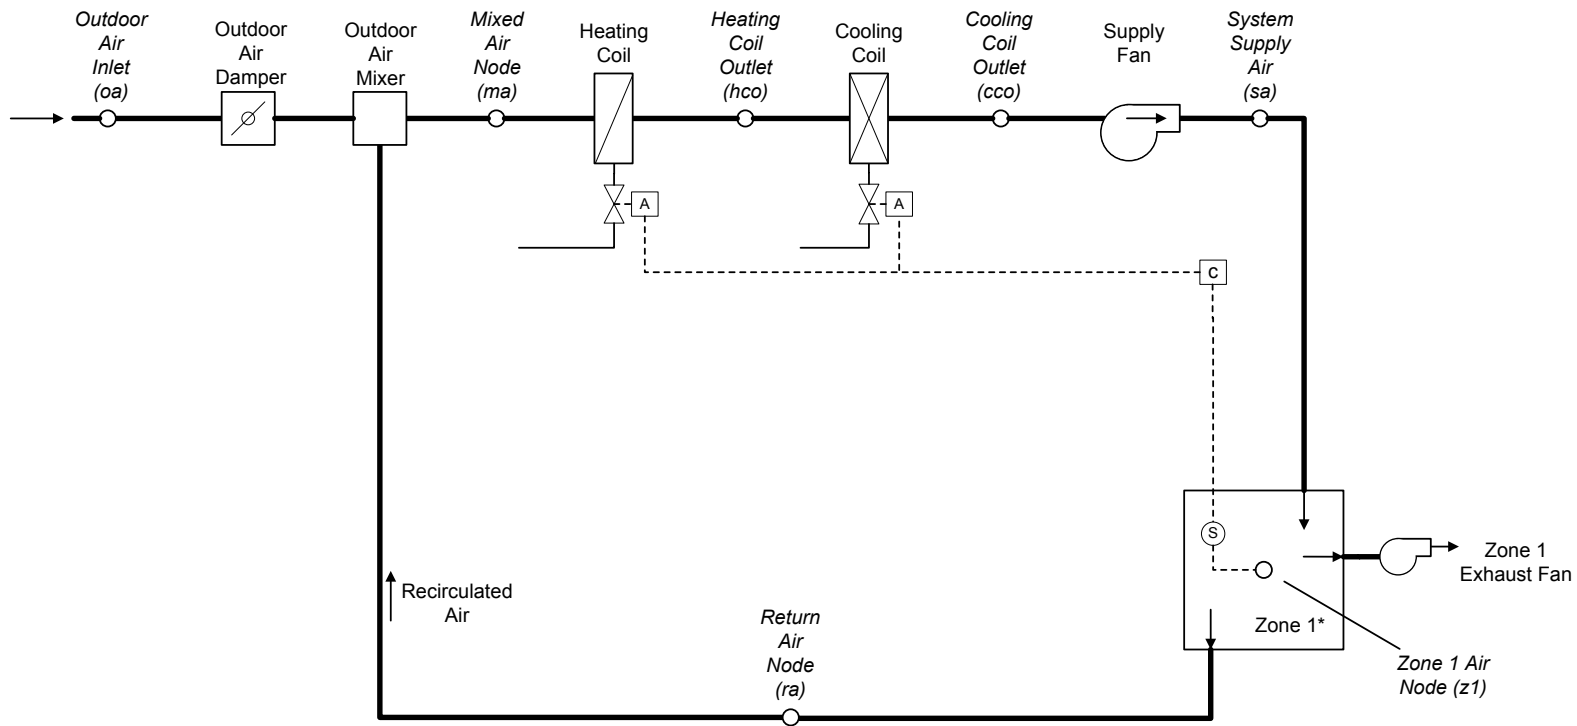 Outdoor
Air
Inlet
(oa)
Outdoor
Air
Damper
Outdoor
Air
Mixer
Mixed
Air
Node
(ma)
Heating
Coil
Heating
Coil
Outlet
(hco)
Cooling
Coil
Cooling
Coil
Outlet
(cco)
Supply
Fan
System
Supply
Air
(sa)
A
A
C
S
Zone 1
Exhaust Fan
Recirculated
Air
Zone 1*
Return
Air
Node
(ra)
Zone 1 Air
Node (z1)